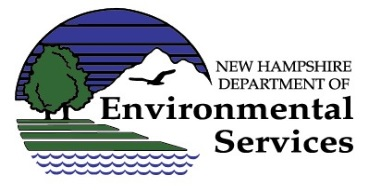 NEW HAMPSHIRE
DEPARTMENT OF
Environmental
Services